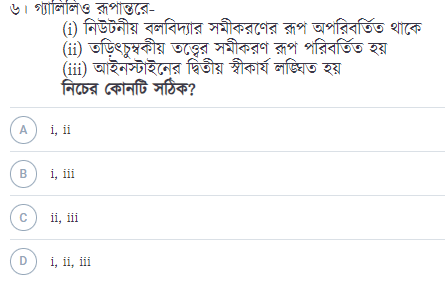 ৬। গ্যালিলিও রূপান্তরে-
(i) নিউটনীয় বলবিদ্যার সমীকরণের রূপ অপরিবর্তিত থাকে
(ii) তড়িৎচুম্বকীয় তত্ত্বের সমীকরণ রূপ পরিবর্তিত হয়
(iii) আইনস্টাইনের দ্বিতীয় স্বীকার্য লঙ্ঘিত হয়
নিচের কোনটি সঠিক?
A i, ii
B i, iii
C ii, iii
D i, ii, iii